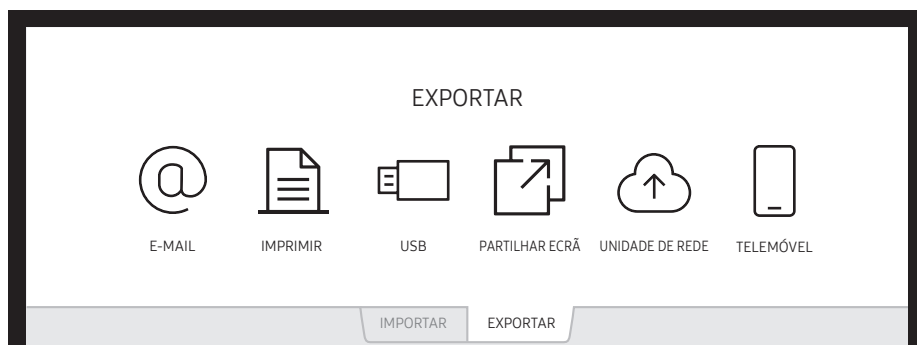 EXPORTAR
E-MAIL
IMPRIMIR
USB
PARTILHAR ECRÃ
UNIDADE DE REDE
TELEMÓVEL
IMPORTAR
EXPORTAR